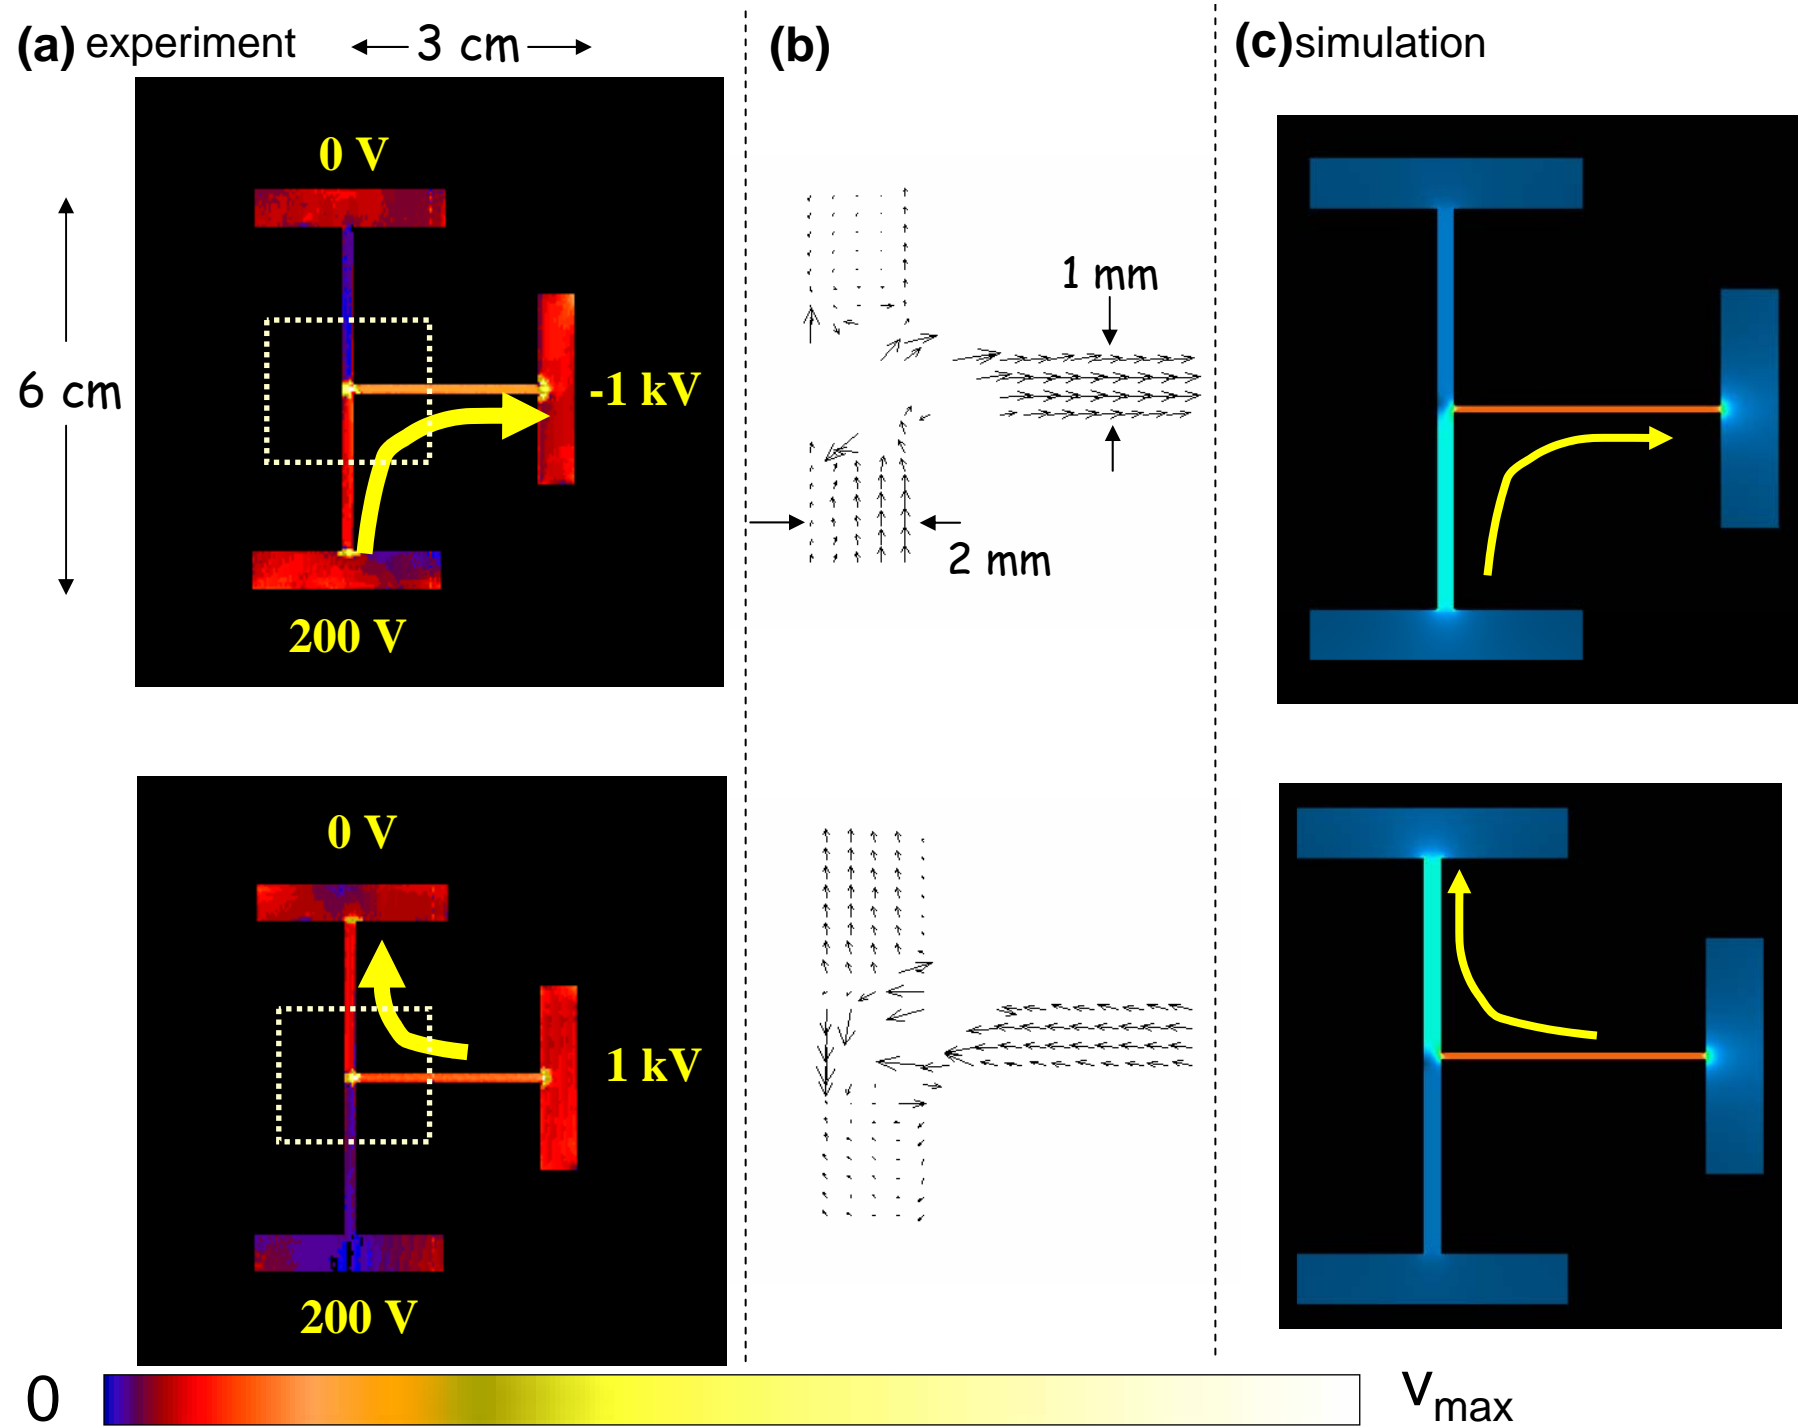 (a) experiment
3 cm
(b)
(c) simulation
0 V
6 cm
-1 kV
200 V
1 mm
2 mm
0 V
1 kV
200 V
0
vmax